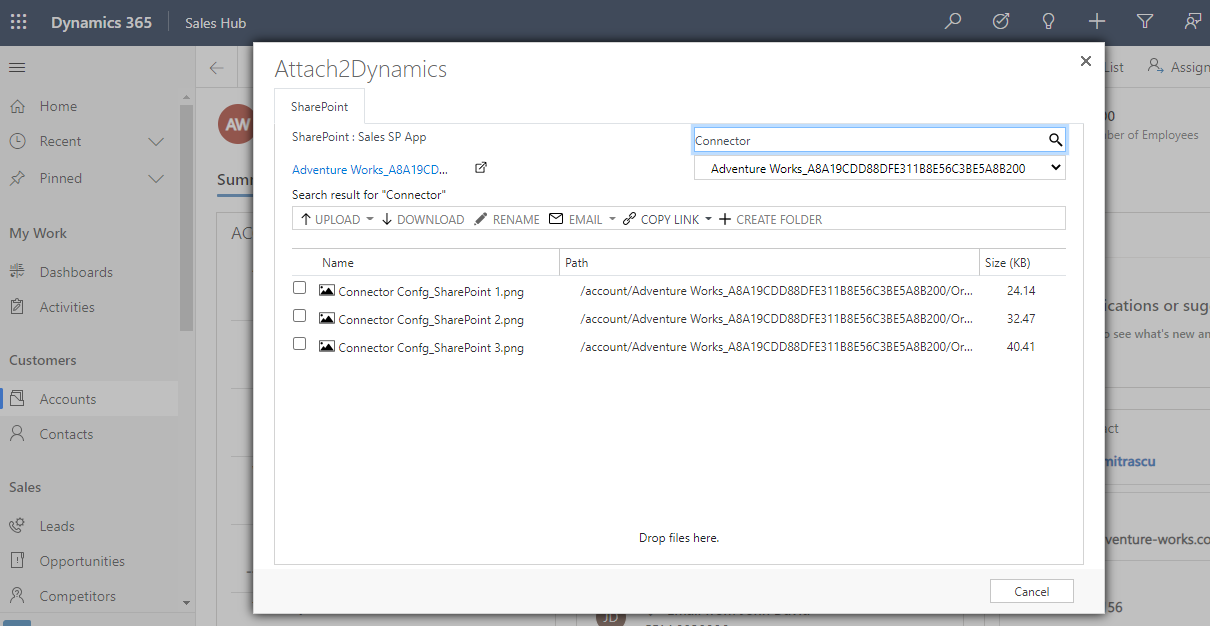 Dynamics 365 Sales Hub
Home
Recent
Pinned
My Work
Dashboards
Activities
Customers
Accounts
Contacts
Sales
Leads
Opportunities
Competitors
AW
Summ
AC
Attach2Dynamics
SharePoint
SharePoint : Sales SP App
Connector
Adventure Works_A8A19CD...
Adventure Works_A8A19CDD88DFE311B8E56C3BE5A8B200
Search result for "Connector"
UPLOAD DOWNLOAD RENAME EMAIL COPY LINK CREATE FOLDER
Name Path Size (KB)
Connector Confg_SharePoint 1.png /account/Adventure Works_A8A19CDD88DFE311B8E56C3BE5A8B200/Or... 24.14
Connector Confg_SharePoint 2.png /account/Adventure Works_A8A19CDD88DFE311B8E56C3BE5A8B200/Or... 32.47
Connector Confg_SharePoint 3.png /account/Adventure Works_A8A19CDD88DFE311B8E56C3BE5A8B200/Or... 40.41
Drop files here.
Cancel
List Assign
00
ber of Employees
ications or sug
o see what's new an
act
mitrascu
venture-works.co
56
JD